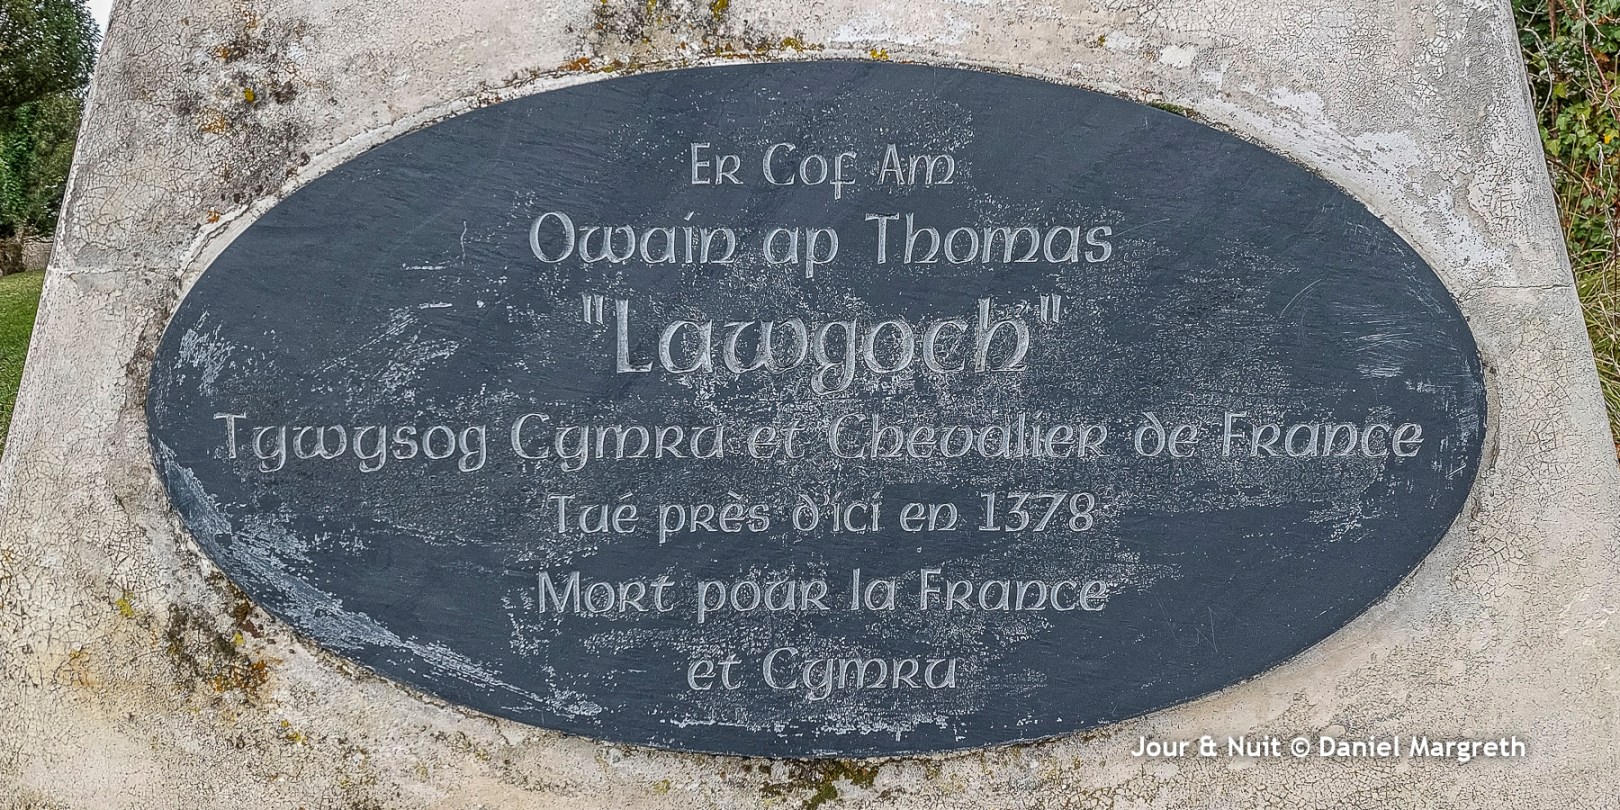 Er Cof Am
Owain ap Thomas
"Lawgoch"
Tywysog Cymru et Chevalier de France
Tué près d'ici en 1378
Mort pour la France
et Cymru
Jour & Nuit © Daniel Margreth